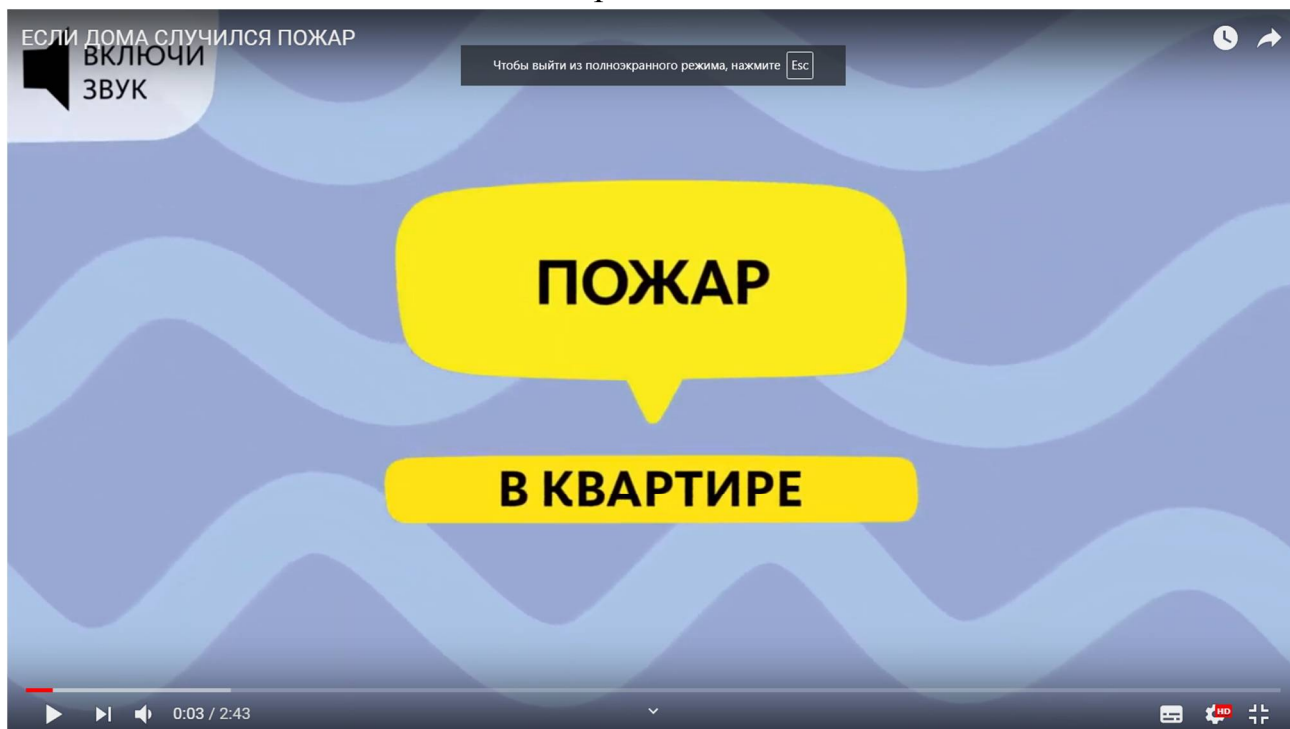 ЕСЛИ ДОМА СЛУЧИЛСЯ ПОЖАР
ВКЛЮЧИ
ЗВУК
Чтобы выйти из полноэкранного режима, нажмите Esc
ПОЖАР
В КВАРТИРЕ
0:03 / 2:43
HD